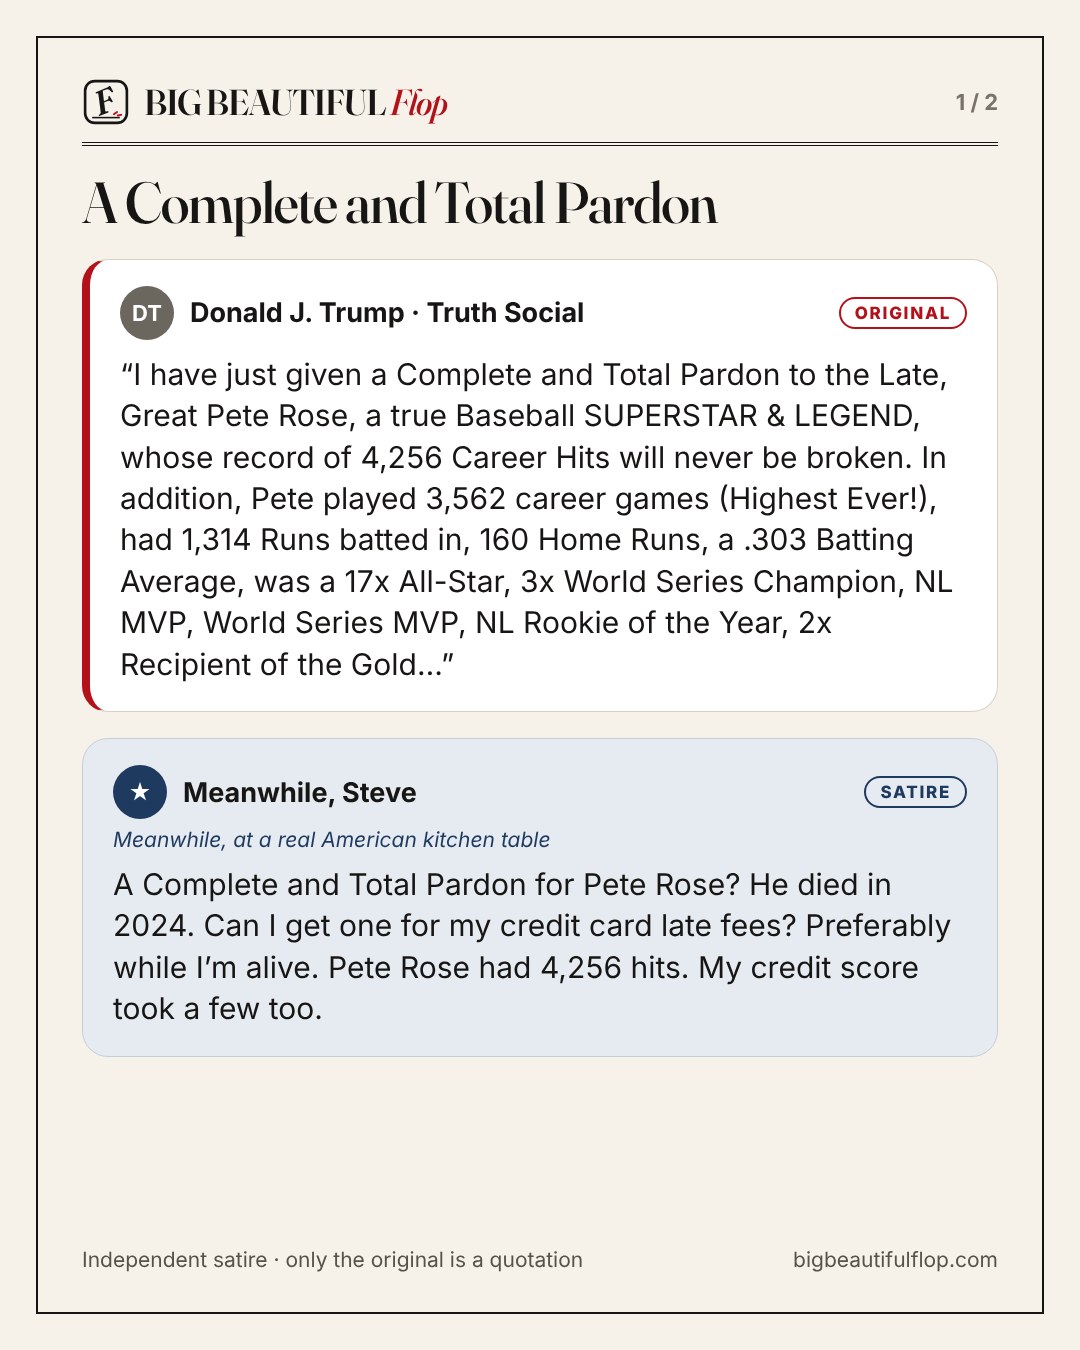 F
BIG BEAUTIFUL Flop
1 / 2
A Complete and Total Pardon
DT
Donald J. Trump · Truth Social
ORIGINAL
“I have just given a Complete and Total Pardon to the Late,
Great Pete Rose, a true Baseball SUPERSTAR & LEGEND,
whose record of 4,256 Career Hits will never be broken. In
addition, Pete played 3,562 career games (Highest Ever!),
had 1,314 Runs batted in, 160 Home Runs, a .303 Batting
Average, was a 17x All-Star, 3x World Series Champion, NL
MVP, World Series MVP, NL Rookie of the Year, 2x
Recipient of the Gold…”
★
Meanwhile, Steve
SATIRE
Meanwhile, at a real American kitchen table
A Complete and Total Pardon for Pete Rose? He died in
2024. Can I get one for my credit card late fees? Preferably
while I’m alive. Pete Rose had 4,256 hits. My credit score
took a few too.
Independent satire · only the original is a quotation
bigbeautifulflop.com